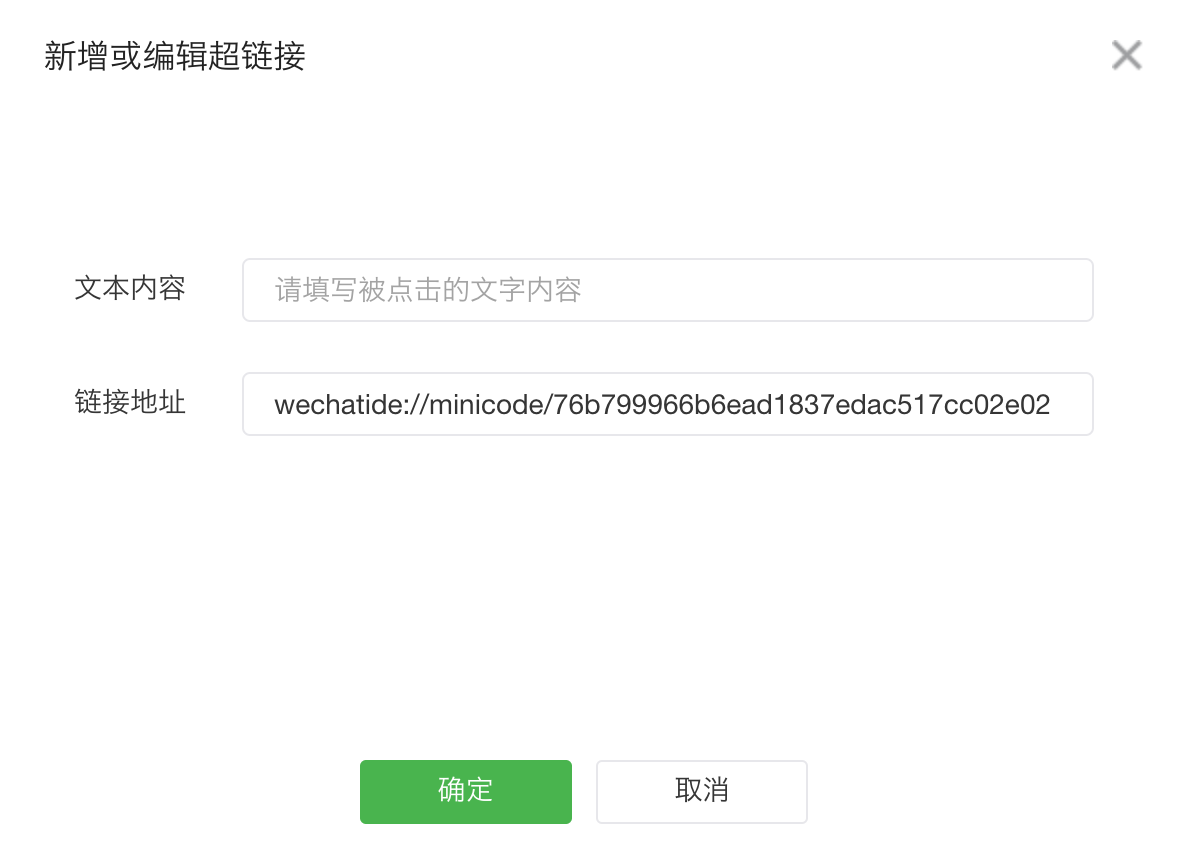 新增或编辑超链接
文本内容
请填写被点击的文字内容
链接地址
wechatide://minicode/76b799966b6ead1837edac517cc02e02
确定
取消